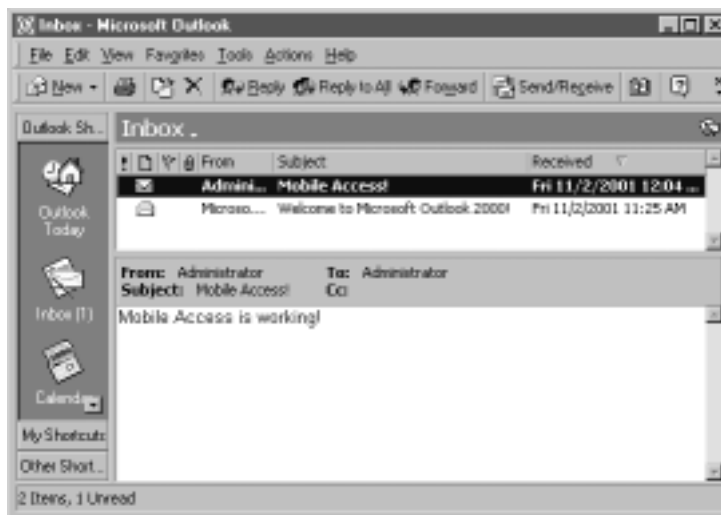 Inbox - Microsoft Outlook
File Edit View Favorites Tools Actions Help
New Reply Reply to All Forward Send/Receive
Outlook Sh... Inbox .
! From Subject Received
Admini... Mobile Access! Fri 11/2/2001 12:04 ...
Microso.... Welcome to Microsoft Outlook 2000! Fri 11/2/2001 11:25 AM
Outlook
Today
From: Administrator To: Administrator
Subject: Mobile Access! Cc:
Inbox (1)
Mobile Access is working!
Calendar
My Shortcuts
Other Short...
2 Items, 1 Unread